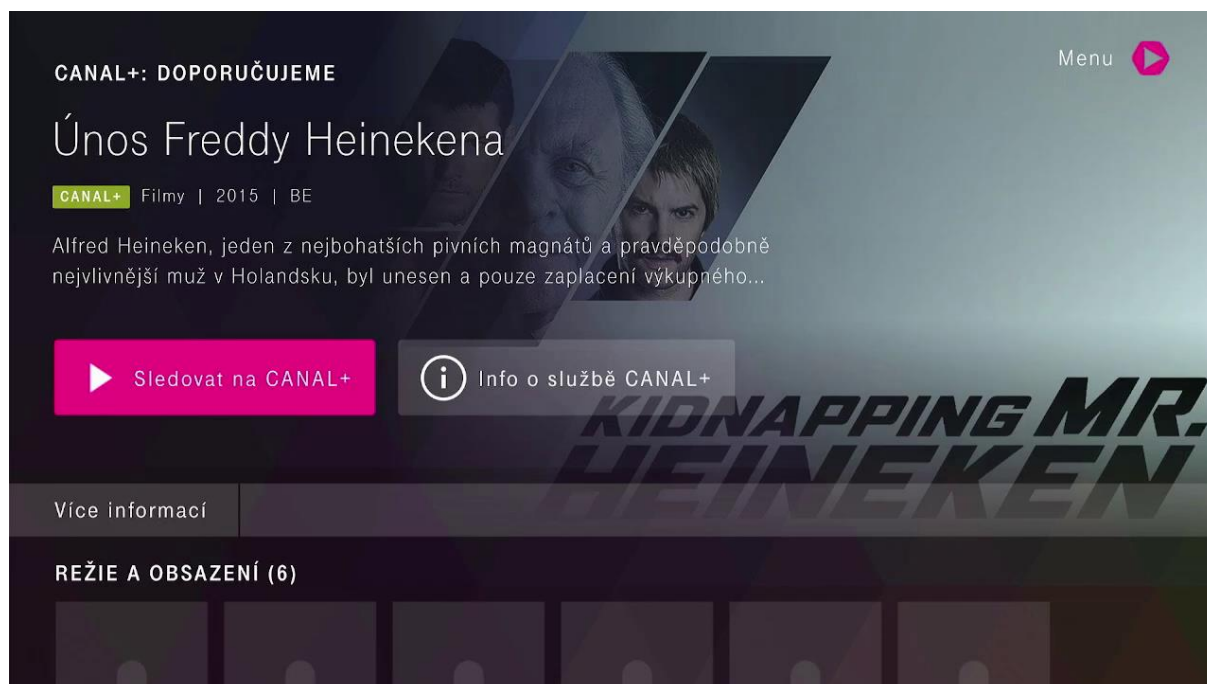 CANAL+: DOPORUČUJEME
Menu
Únos Freddy Heinekena
CANAL+ Filmy | 2015 | BE
Alfred Heineken, jeden z nejbohatších pivních magnátů a pravděpodobně
nejvlivnější muž v Holandsku, byl unesen a pouze zaplacení výkupného...
Sledovat na CANAL+
Info o službě CANAL+
KIDNAPPING MR.
HEINEKEN
Více informací
REŽIE A OBSAZENÍ (6)